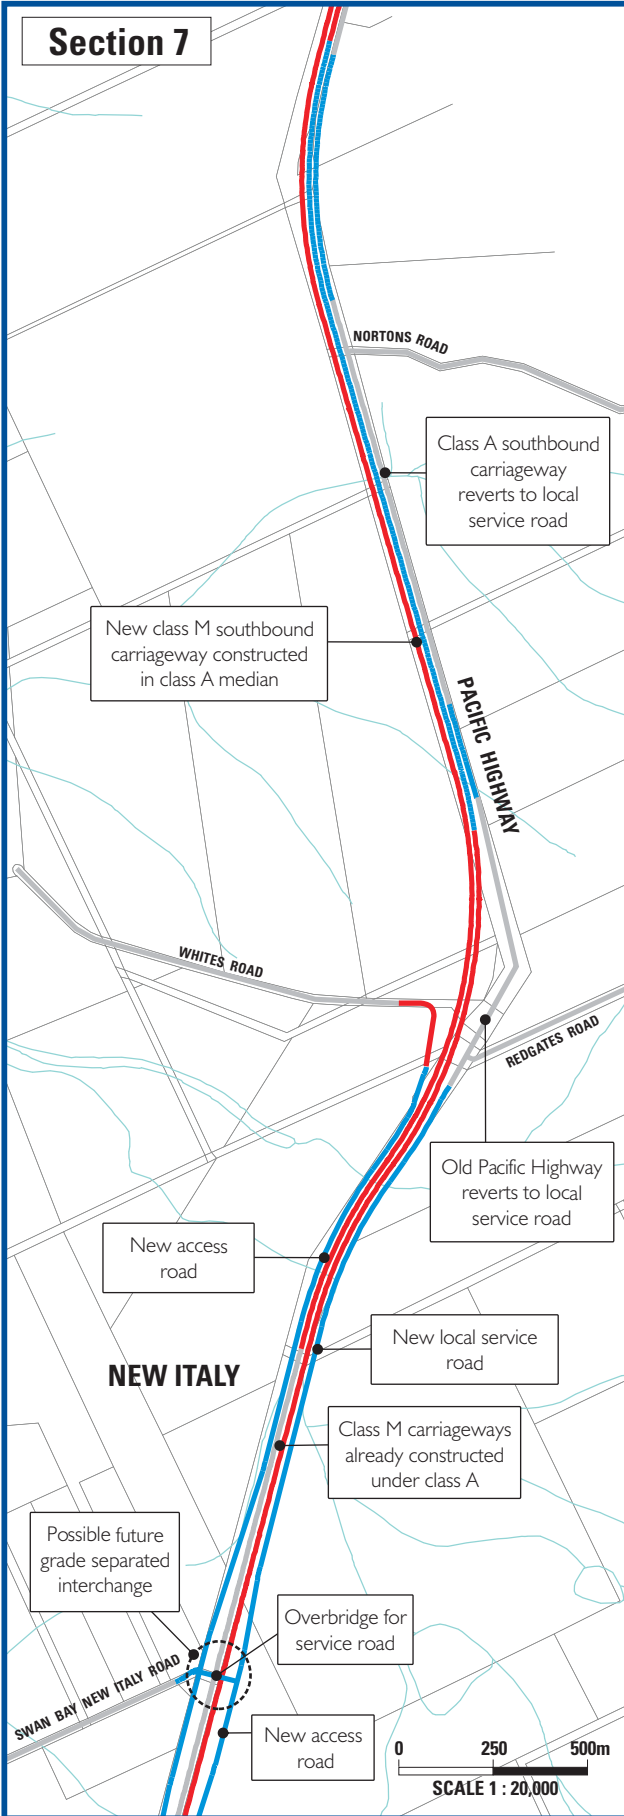 Section 7
NORTONS ROAD
Class A southbound
carriageway
reverts to local
service road
New class M southbound
carriageway constructed
in class A median
PACIFIC HIGHWAY
WHITES ROAD
REDGATES ROAD
Old Pacific Highway
reverts to local
service road
New access
road
New local service
road
NEW ITALY
Class M carriageways
already constructed
under class A
Possible future
grade separated
interchange
Overbridge for
service road
SWAN BAY NEW ITALY ROAD
New access
road
0 250 500m
SCALE 1 : 20,000